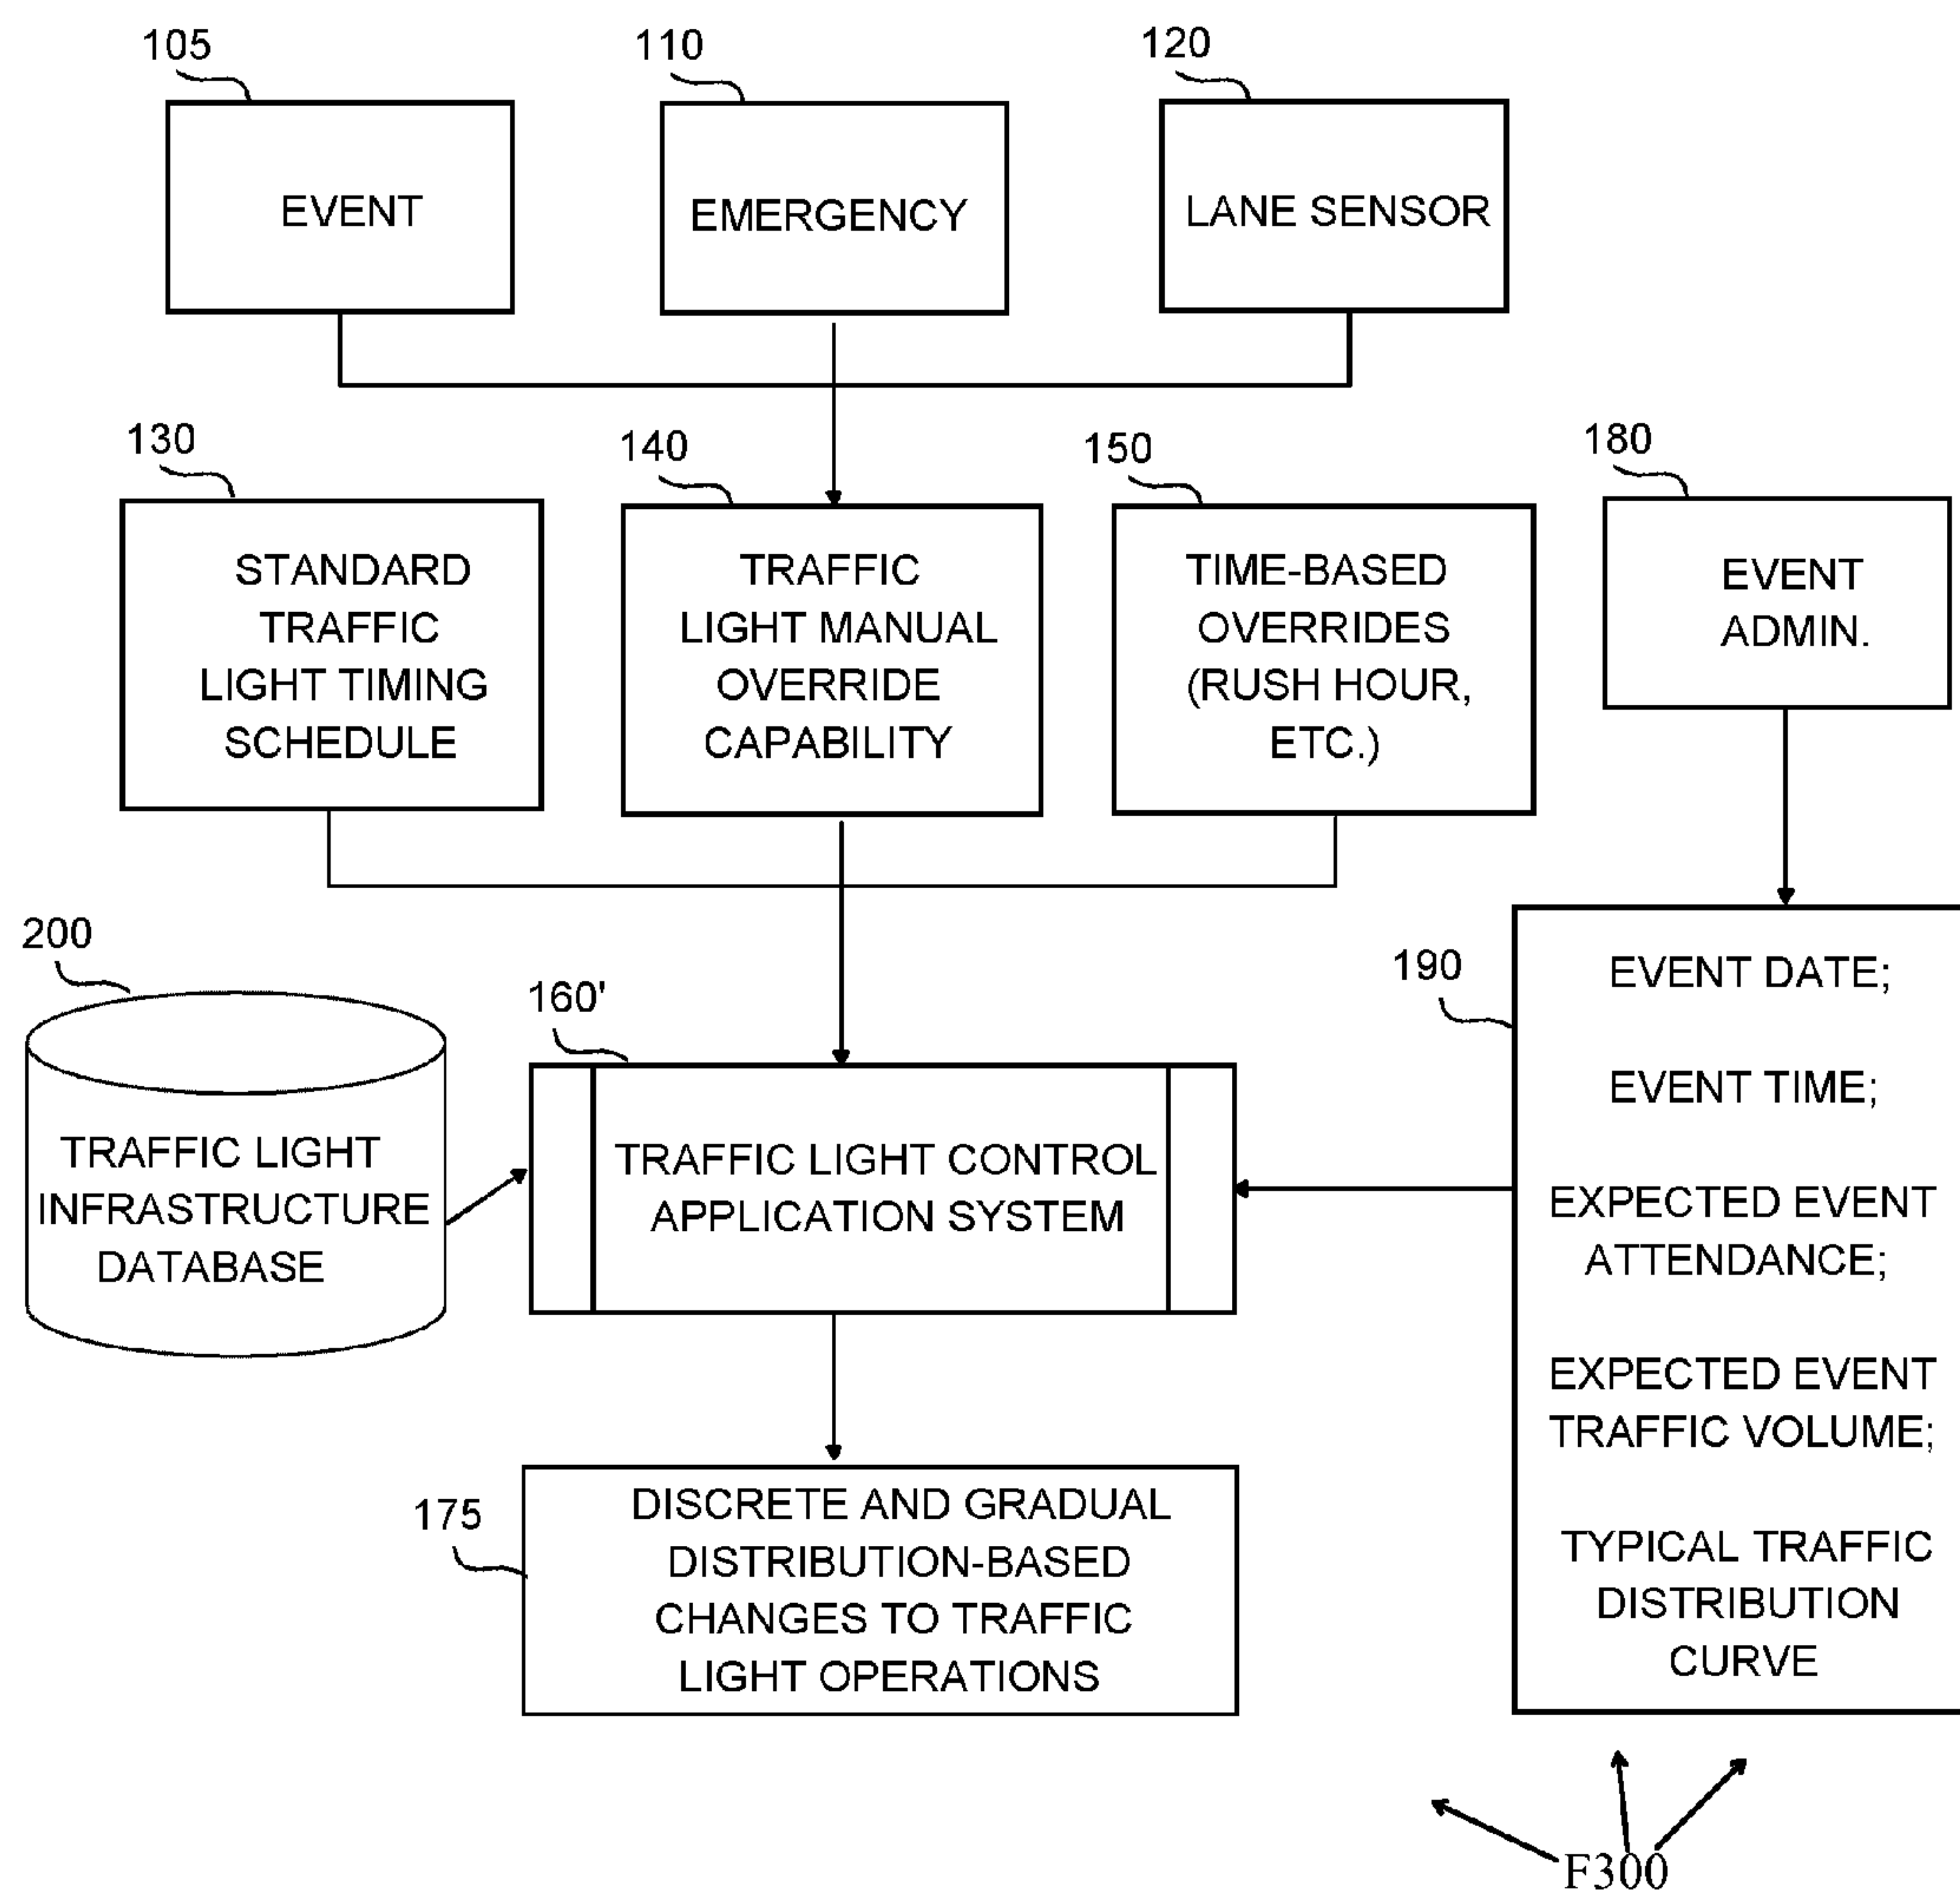 105
110
120
EVENT
EMERGENCY
LANE SENSOR
130
140
150
180
STANDARD
TRAFFIC
LIGHT TIMING
SCHEDULE
TRAFFIC
LIGHT MANUAL
OVERRIDE
CAPABILITY
TIME-BASED
OVERRIDES
(RUSH HOUR,
ETC.)
EVENT
ADMIN.
200
160'
190
TRAFFIC LIGHT
INFRASTRUCTURE
DATABASE
TRAFFIC LIGHT CONTROL
APPLICATION SYSTEM
EVENT DATE;
EVENT TIME;
EXPECTED EVENT
ATTENDANCE;
EXPECTED EVENT
TRAFFIC VOLUME;
TYPICAL TRAFFIC
DISTRIBUTION
CURVE
175
DISCRETE AND GRADUAL
DISTRIBUTION-BASED
CHANGES TO TRAFFIC
LIGHT OPERATIONS
F300